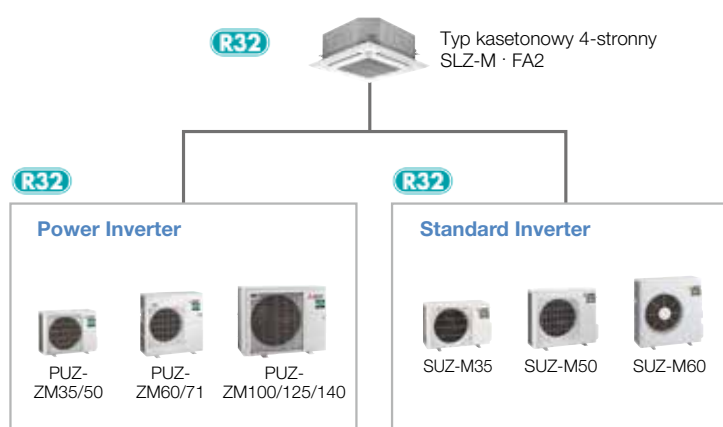 R32
Typ kasetonowy 4-stronny
SLZ-M · FA2
R32
R32
Power Inverter
Standard Inverter
PUZ-
ZM35/50
PUZ-
ZM60/71
PUZ-
ZM100/125/140
SUZ-M35
SUZ-M50
SUZ-M60